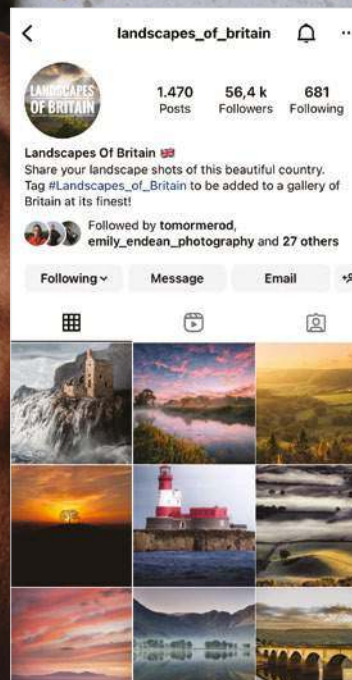 landscapes_of_britain
LANDSCAPES
OF BRITAIN
1.470 56,4 k 681
Posts Followers Following
Landscapes Of Britain 🇬🇧
Share your landscape shots of this beautiful country.
Tag #Landscapes_of_Britain to be added to a gallery of
Britain at its finest!
Followed by tomormerod,
emily_endean_photography and 27 others
Following Message Email